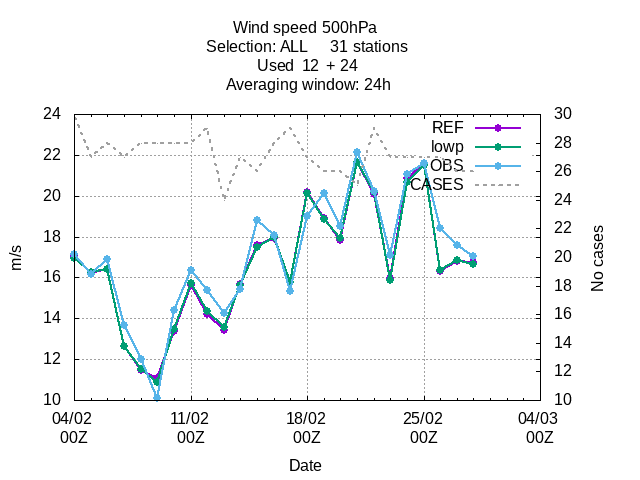 Wind speed 500hPa
Selection: ALL 31 stations
Used 12 + 24
Averaging window: 24h
24 30
REF
28
22 lowp
OBS 26
20 CASES 24
22
18
m/s 20 No cases
16 18
14 16
14
12
12
10 10
04/02 11/02 18/02 25/02 04/03
00Z 00Z 00Z 00Z 00Z
Date